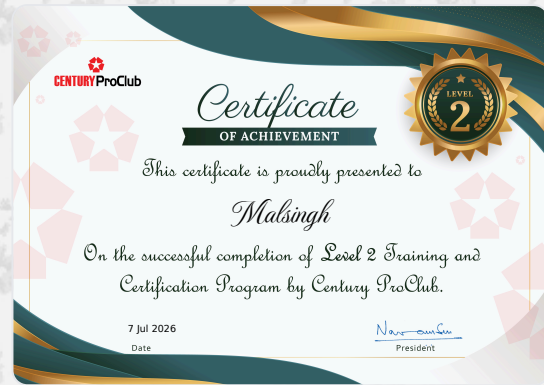 CENTURY ProClub
Certificate
OF ACHIEVEMENT
LEVEL
2
This certificate is proudly presented to
Malsingh
On the successful completion of Level 2 Training and
Certification Program by Century ProClub.
7 Jul 2026
Date
President